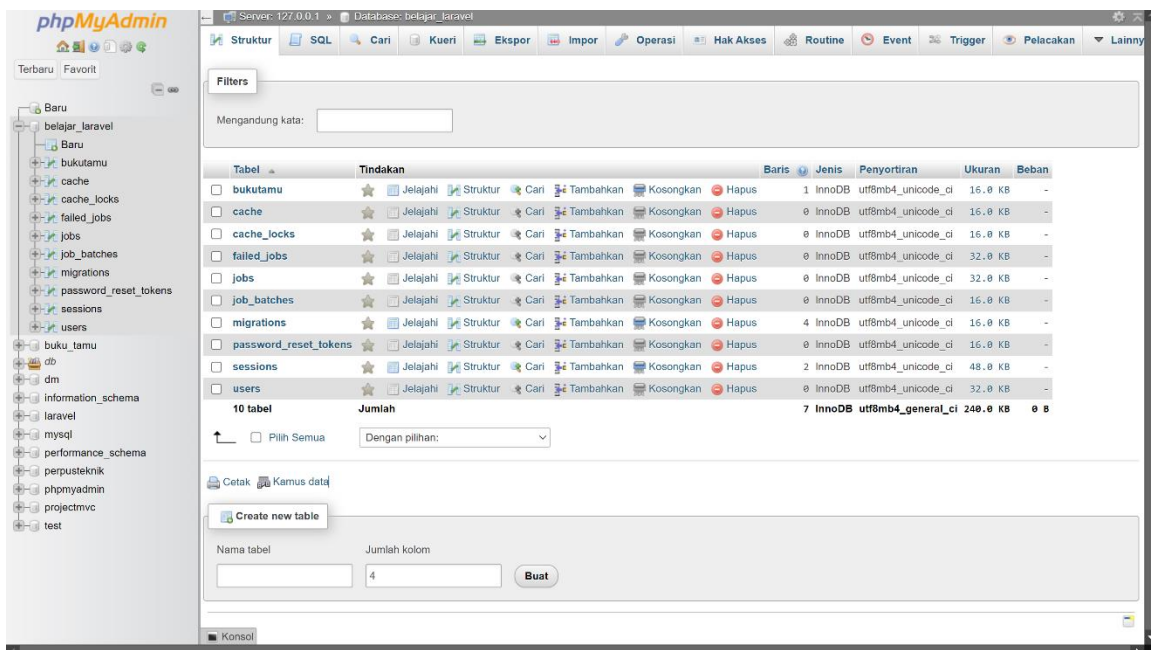 phpMyAdmin
Terbaru Favorit
Baru
belajar_laravel
Baru
bukutamu
cache
cache_locks
failed_jobs
jobs
job_batches
migrations
password_reset_tokens
sessions
users
buku_tamu
db
dm
information_schema
laravel
mysql
performance_schema
perpusteknik
phpmyadmin
projectmvc
test
Server: 127.0.0.1 » Database: belajar_laravel
Struktur SQL Cari Kueri Ekspor Impor Operasi Hak Akses Routine Event Trigger Pelacakan Lainny
Filters
Mengandung kata:
Tabel Tindakan Baris Jenis Penyortiran Ukuran Beban
bukutamu Jelajahi Struktur Cari Tambahkan Kosongkan Hapus 1 InnoDB utf8mb4_unicode_ci 16.0 KB -
cache Jelajahi Struktur Cari Tambahkan Kosongkan Hapus 0 InnoDB utf8mb4_unicode_ci 16.0 KB -
cache_locks Jelajahi Struktur Cari Tambahkan Kosongkan Hapus 0 InnoDB utf8mb4_unicode_ci 16.0 KB -
failed_jobs Jelajahi Struktur Cari Tambahkan Kosongkan Hapus 0 InnoDB utf8mb4_unicode_ci 32.0 KB -
jobs Jelajahi Struktur Cari Tambahkan Kosongkan Hapus 0 InnoDB utf8mb4_unicode_ci 32.0 KB -
job_batches Jelajahi Struktur Cari Tambahkan Kosongkan Hapus 0 InnoDB utf8mb4_unicode_ci 16.0 KB -
migrations Jelajahi Struktur Cari Tambahkan Kosongkan Hapus 4 InnoDB utf8mb4_unicode_ci 16.0 KB -
password_reset_tokens Jelajahi Struktur Cari Tambahkan Kosongkan Hapus 0 InnoDB utf8mb4_unicode_ci 16.0 KB -
sessions Jelajahi Struktur Cari Tambahkan Kosongkan Hapus 2 InnoDB utf8mb4_unicode_ci 48.0 KB -
users Jelajahi Struktur Cari Tambahkan Kosongkan Hapus 0 InnoDB utf8mb4_unicode_ci 32.0 KB -
10 tabel Jumlah 7 InnoDB utf8mb4_general_ci 240.0 KB 0 B
Pilih Semua Dengan pilihan:
Cetak Kamus data
Create new table
Nama tabel Jumlah kolom
4 Buat
Konsol